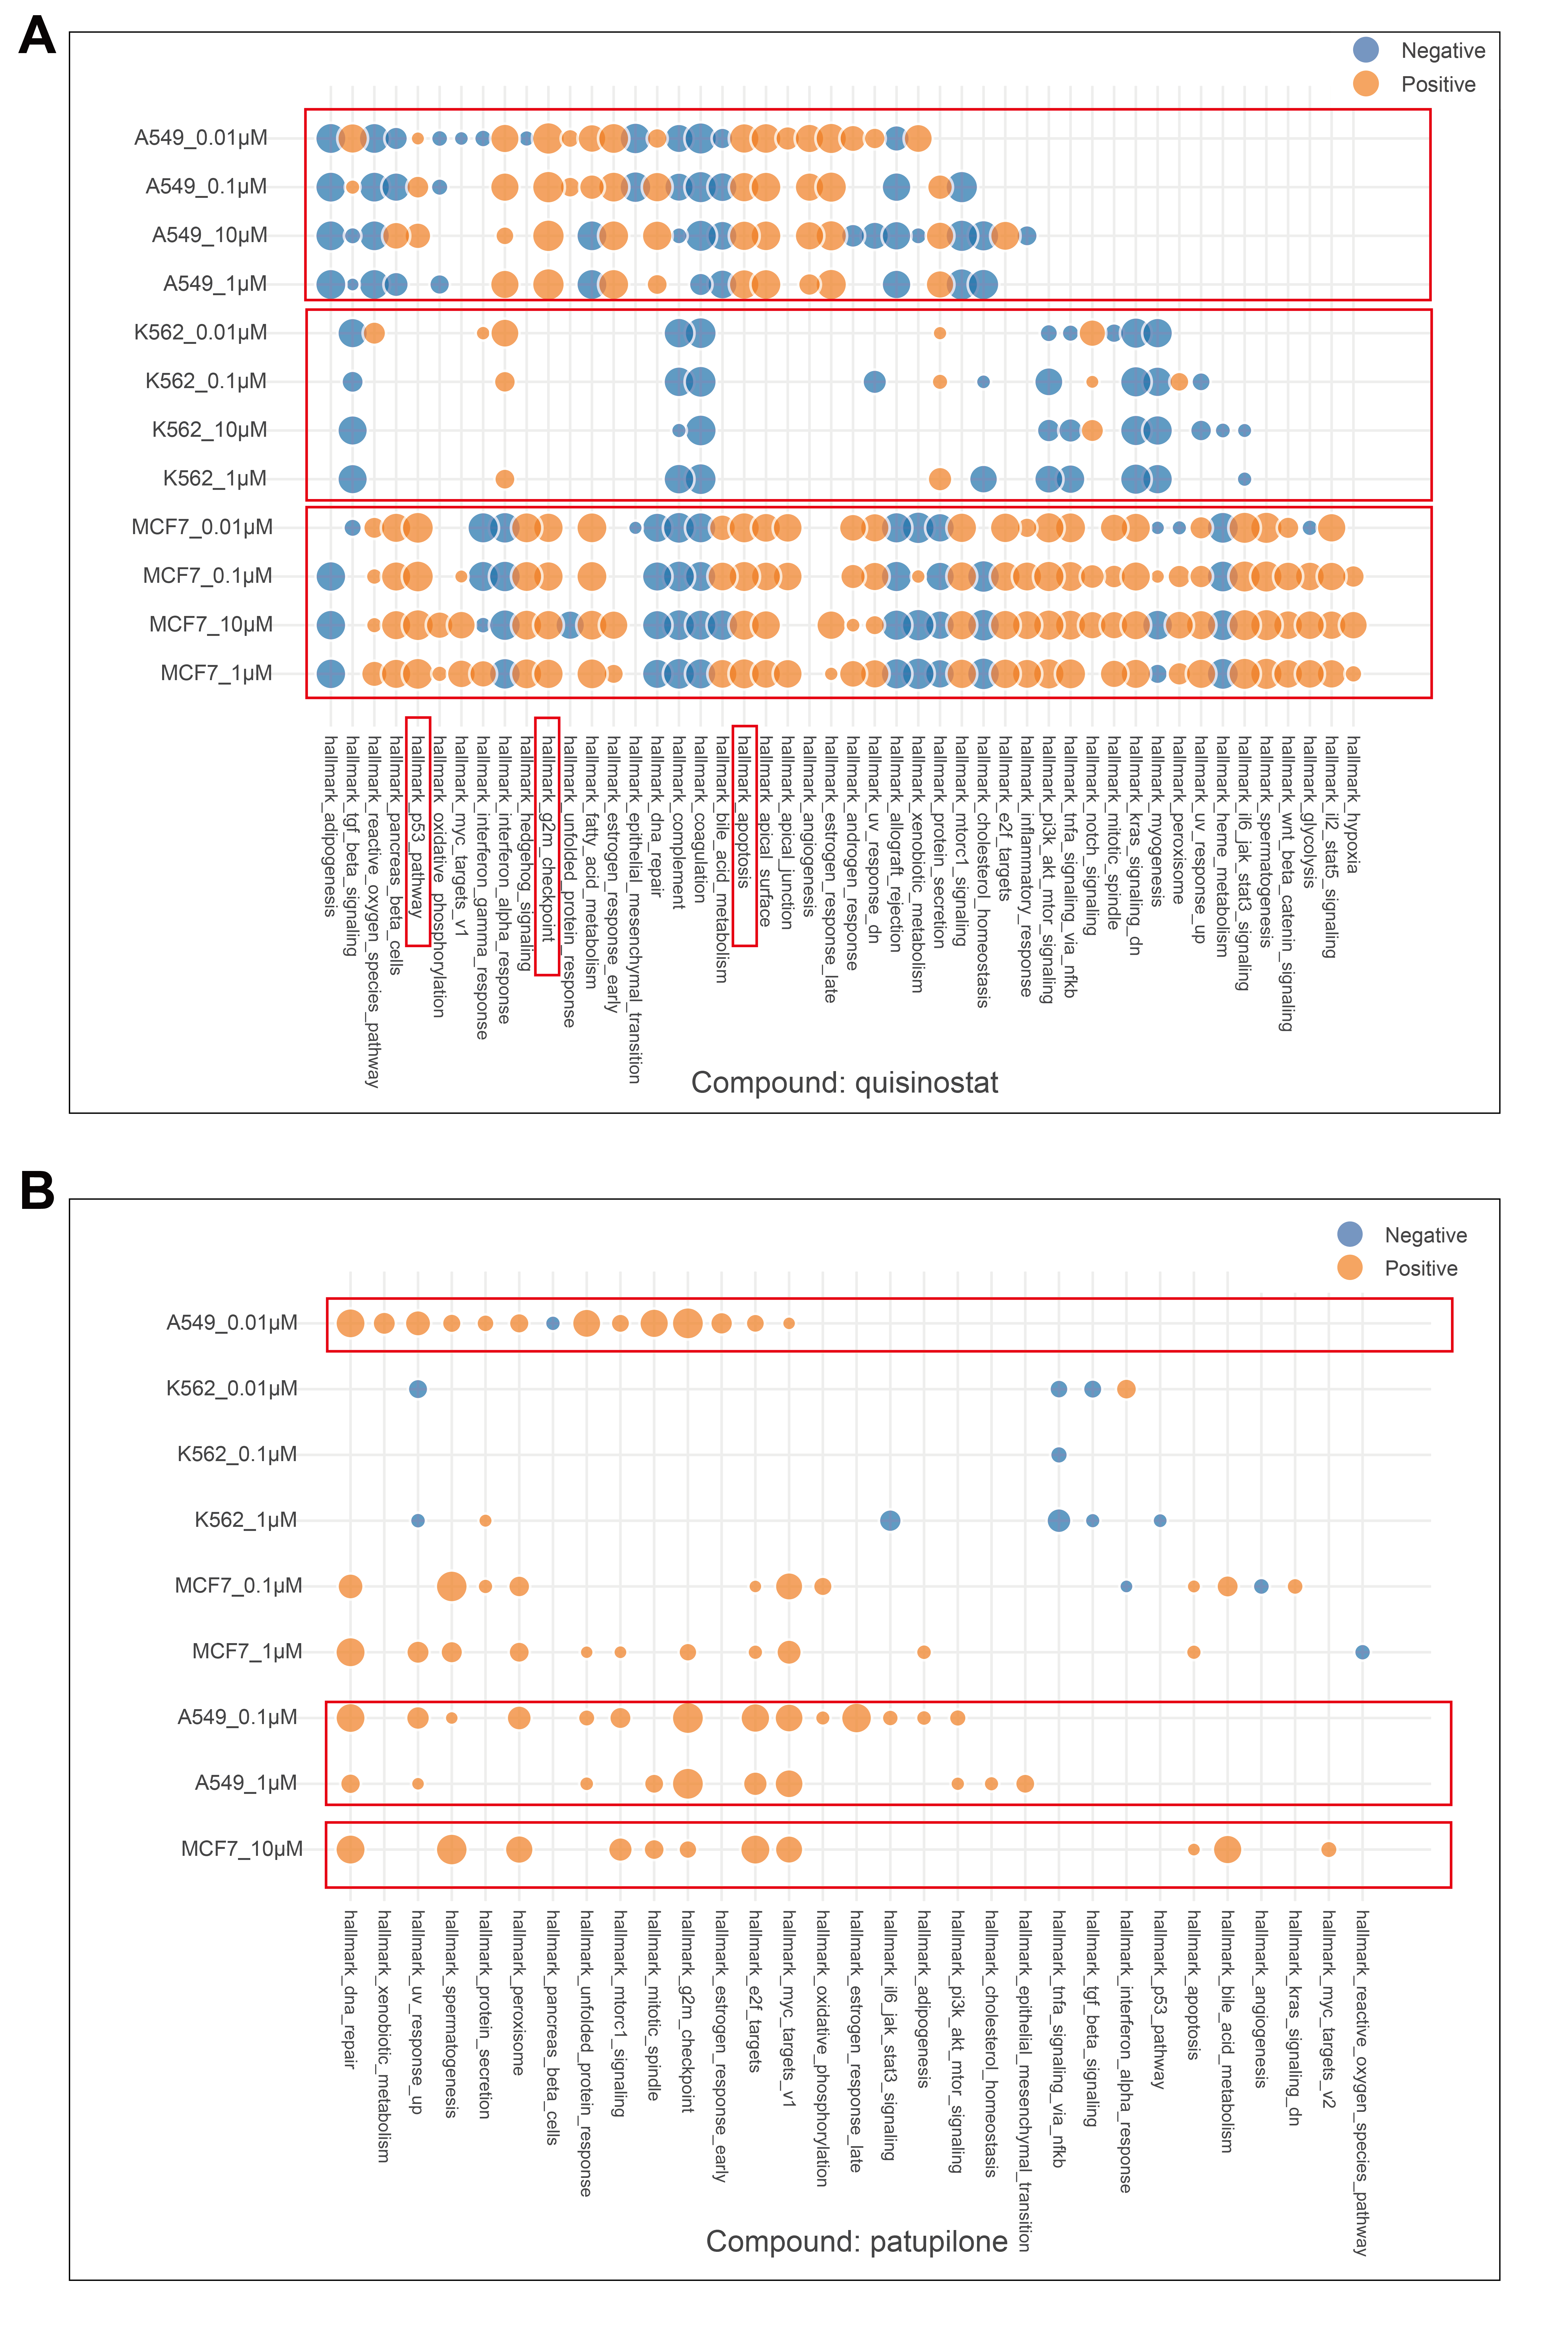 A
Negative
Positive
A549_0.01µM
A549_0.1µM
A549_10µM
A549_1µM
K562_0.01µM
K562_0.1µM
K562_10µM
K562_1µM
MCF7_0.01µM
MCF7_0.1µM
MCF7_10µM
MCF7_1µM
hallmark_adipogenesis
hallmark_tgf_beta_signaling
hallmark_reactive_oxygen_species_pathway
hallmark_pancreas_beta_cells
hallmark_p53_pathway
hallmark_oxidative_phosphorylation
hallmark_myc_targets_v1
hallmark_interferon_gamma_response
hallmark_interferon_alpha_response
hallmark_hedgehog_signaling
hallmark_g2m_checkpoint
hallmark_unfolded_protein_response
hallmark_fatty_acid_metabolism
hallmark_estrogen_response_early
hallmark_epithelial_mesenchymal_transition
hallmark_dna_repair
hallmark_complement
hallmark_coagulation
hallmark_bile_acid_metabolism
hallmark_apoptosis
hallmark_apical_surface
hallmark_apical_junction
hallmark_angiogenesis
hallmark_estrogen_response_late
hallmark_androgen_response
hallmark_uv_response_dn
hallmark_allograft_rejection
hallmark_xenobiotic_metabolism
hallmark_protein_secretion
hallmark_mtorc1_signaling
hallmark_cholesterol_homeostasis
hallmark_e2f_targets
hallmark_inflammatory_response
hallmark_pi3k_akt_mtor_signaling
hallmark_tnfa_signaling_via_nfkb
hallmark_notch_signaling
hallmark_mitotic_spindle
hallmark_kras_signaling_dn
hallmark_myogenesis
hallmark_peroxisome
hallmark_uv_response_up
hallmark_heme_metabolism
hallmark_il6_jak_stat3_signaling
hallmark_spermatogenesis
hallmark_wnt_beta_catenin_signaling
hallmark_glycolysis
hallmark_il2_stat5_signaling
hallmark_hypoxia
Compound: quisinostat
B
Negative
Positive
A549_0.01µM
K562_0.01µM
K562_0.1µM
K562_1µM
MCF7_0.1µM
MCF7_1µM
A549_0.1µM
A549_1µM
MCF7_10µM
hallmark_dna_repair
hallmark_xenobiotic_metabolism
hallmark_uv_response_up
hallmark_spermatogenesis
hallmark_protein_secretion
hallmark_peroxisome
hallmark_pancreas_beta_cells
hallmark_unfolded_protein_response
hallmark_mtorc1_signaling
hallmark_mitotic_spindle
hallmark_g2m_checkpoint
hallmark_estrogen_response_early
hallmark_e2f_targets
hallmark_myc_targets_v1
hallmark_oxidative_phosphorylation
hallmark_estrogen_response_late
hallmark_il6_jak_stat3_signaling
hallmark_adipogenesis
hallmark_pi3k_akt_mtor_signaling
hallmark_cholesterol_homeostasis
hallmark_epithelial_mesenchymal_transition
hallmark_tnfa_signaling_via_nfkb
hallmark_tgf_beta_signaling
hallmark_interferon_alpha_response
hallmark_p53_pathway
hallmark_apoptosis
hallmark_bile_acid_metabolism
hallmark_angiogenesis
hallmark_kras_signaling_dn
hallmark_myc_targets_v2
hallmark_reactive_oxygen_species_pathway
Compound: patupilone